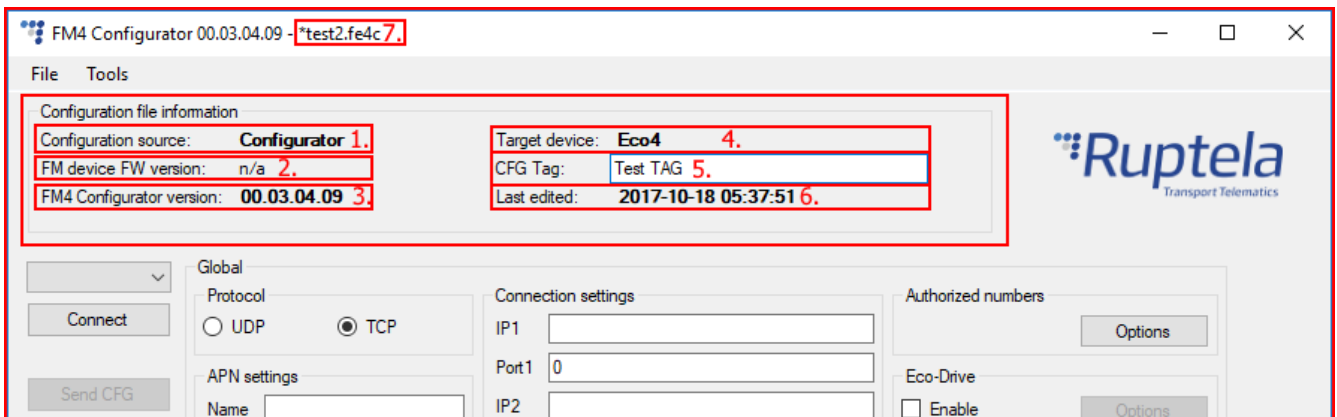 FM4 Configurator 00.03.04.09 - *test2.fe4c 7.
File Tools
Configuration file information
Configuration source: Configurator 1. Target device: Eco4 4.
FM device FW version: n/a 2. CFG Tag: Test TAG 5.
FM4 Configurator version: 00.03.04.09 3. Last edited: 2017-10-18 05:37:51 6.
Ruptela
Transport Telematics
Global
Protocol Connection settings Authorized numbers
Connect UDP TCP IP1 Options
Port1 0
APN settings Eco-Drive
Send CFG Name IP2 Enable Options